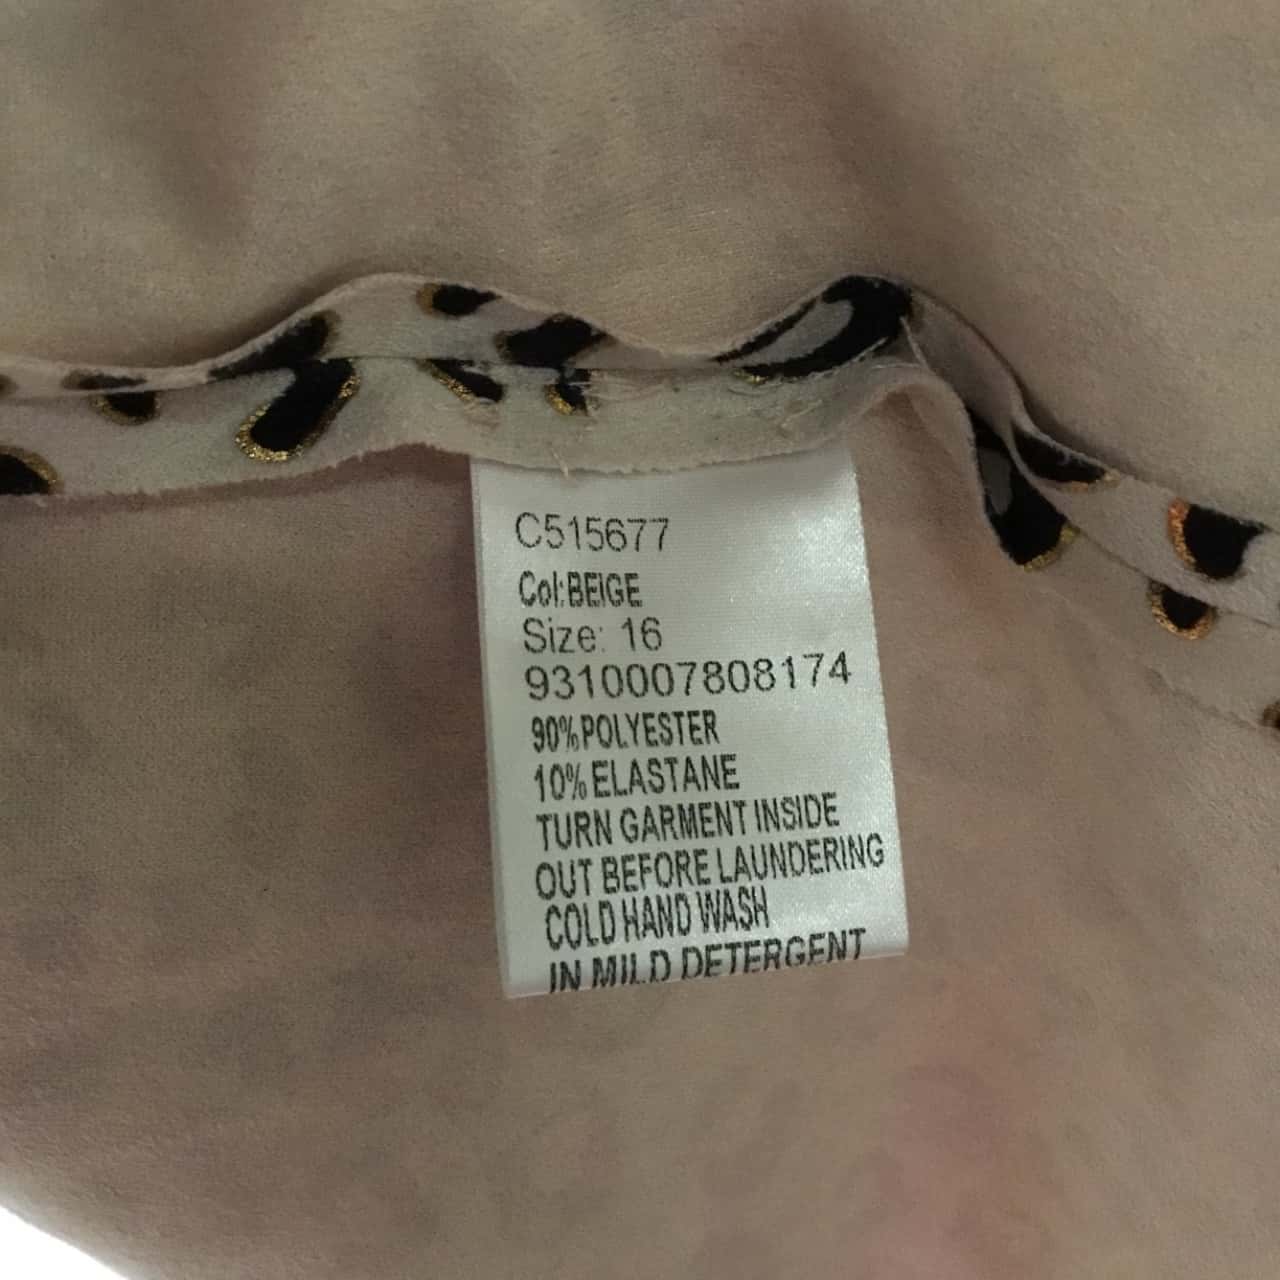 C515677
Col:BEIGE
Size: 16
9310007808174
90%POLYESTER
10%ELASTANE
TURN GARMENT INSIDE
OUT BEFORE LAUNDERING
COLD HAND WASH
IN MILD DETERGENT